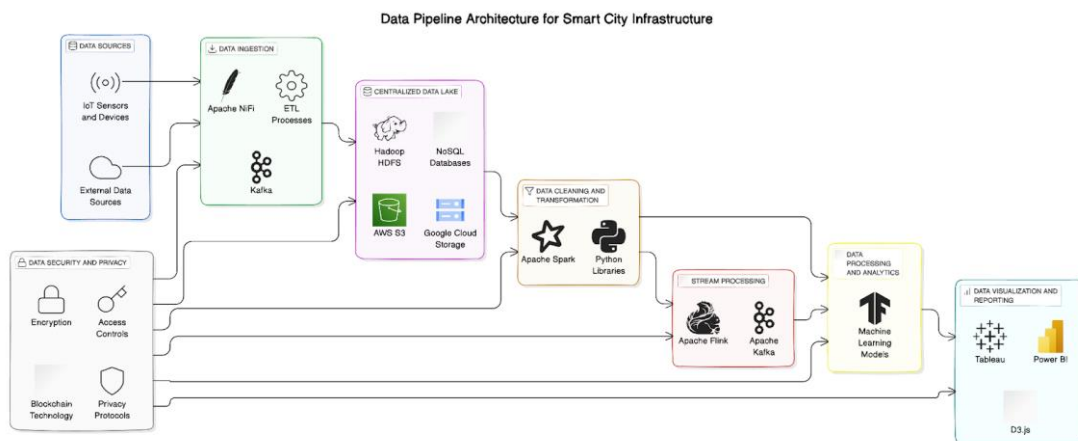 Data Pipeline Architecture for Smart City Infrastructure
DATA SOURCES
IoT Sensors
and Devices
External Data
Sources
DATA INGESTION
Apache NiFi
ETL
Processes
Kafka
CENTRALIZED DATA LAKE
Hadoop
HDFS
NoSQL
Databases
AWS S3
Google Cloud
Storage
DATA CLEANING AND
TRANSFORMATION
Apache Spark
Python
Libraries
DATA SECURITY AND PRIVACY
Encryption
Access
Controls
Blockchain
Technology
Privacy
Protocols
STREAM PROCESSING
Apache Flink
Apache
Kafka
DATA
PROCESSING
AND ANALYTICS
Machine
Learning
Models
DATA VISUALIZATION AND
REPORTING
Tableau
Power BI
D3.js